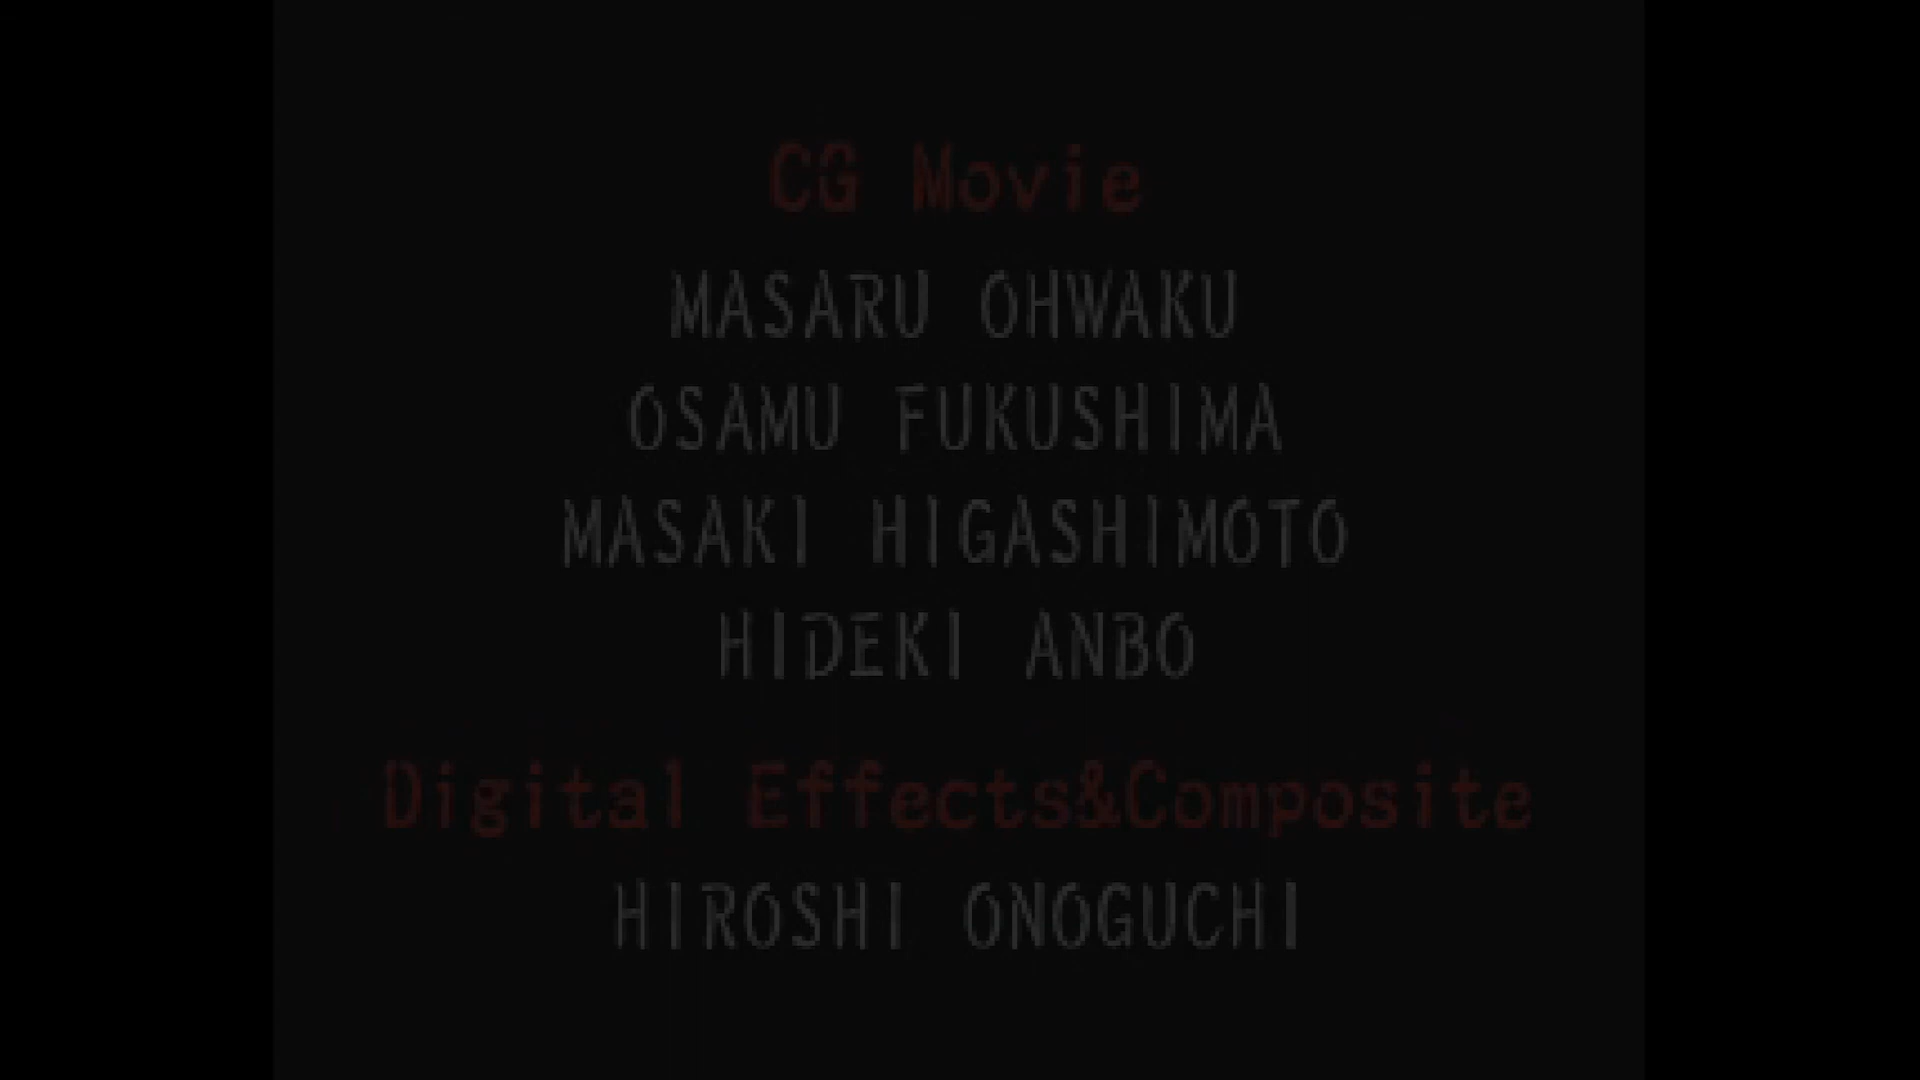 CG Movie
MASARU OHWAKU
OSAMU FUKUSHIMA
MASAKI HIGASHIMOTO
HIDEKI ANBO
Digital Effects&Composite
HIROSHI ONOGUCHI